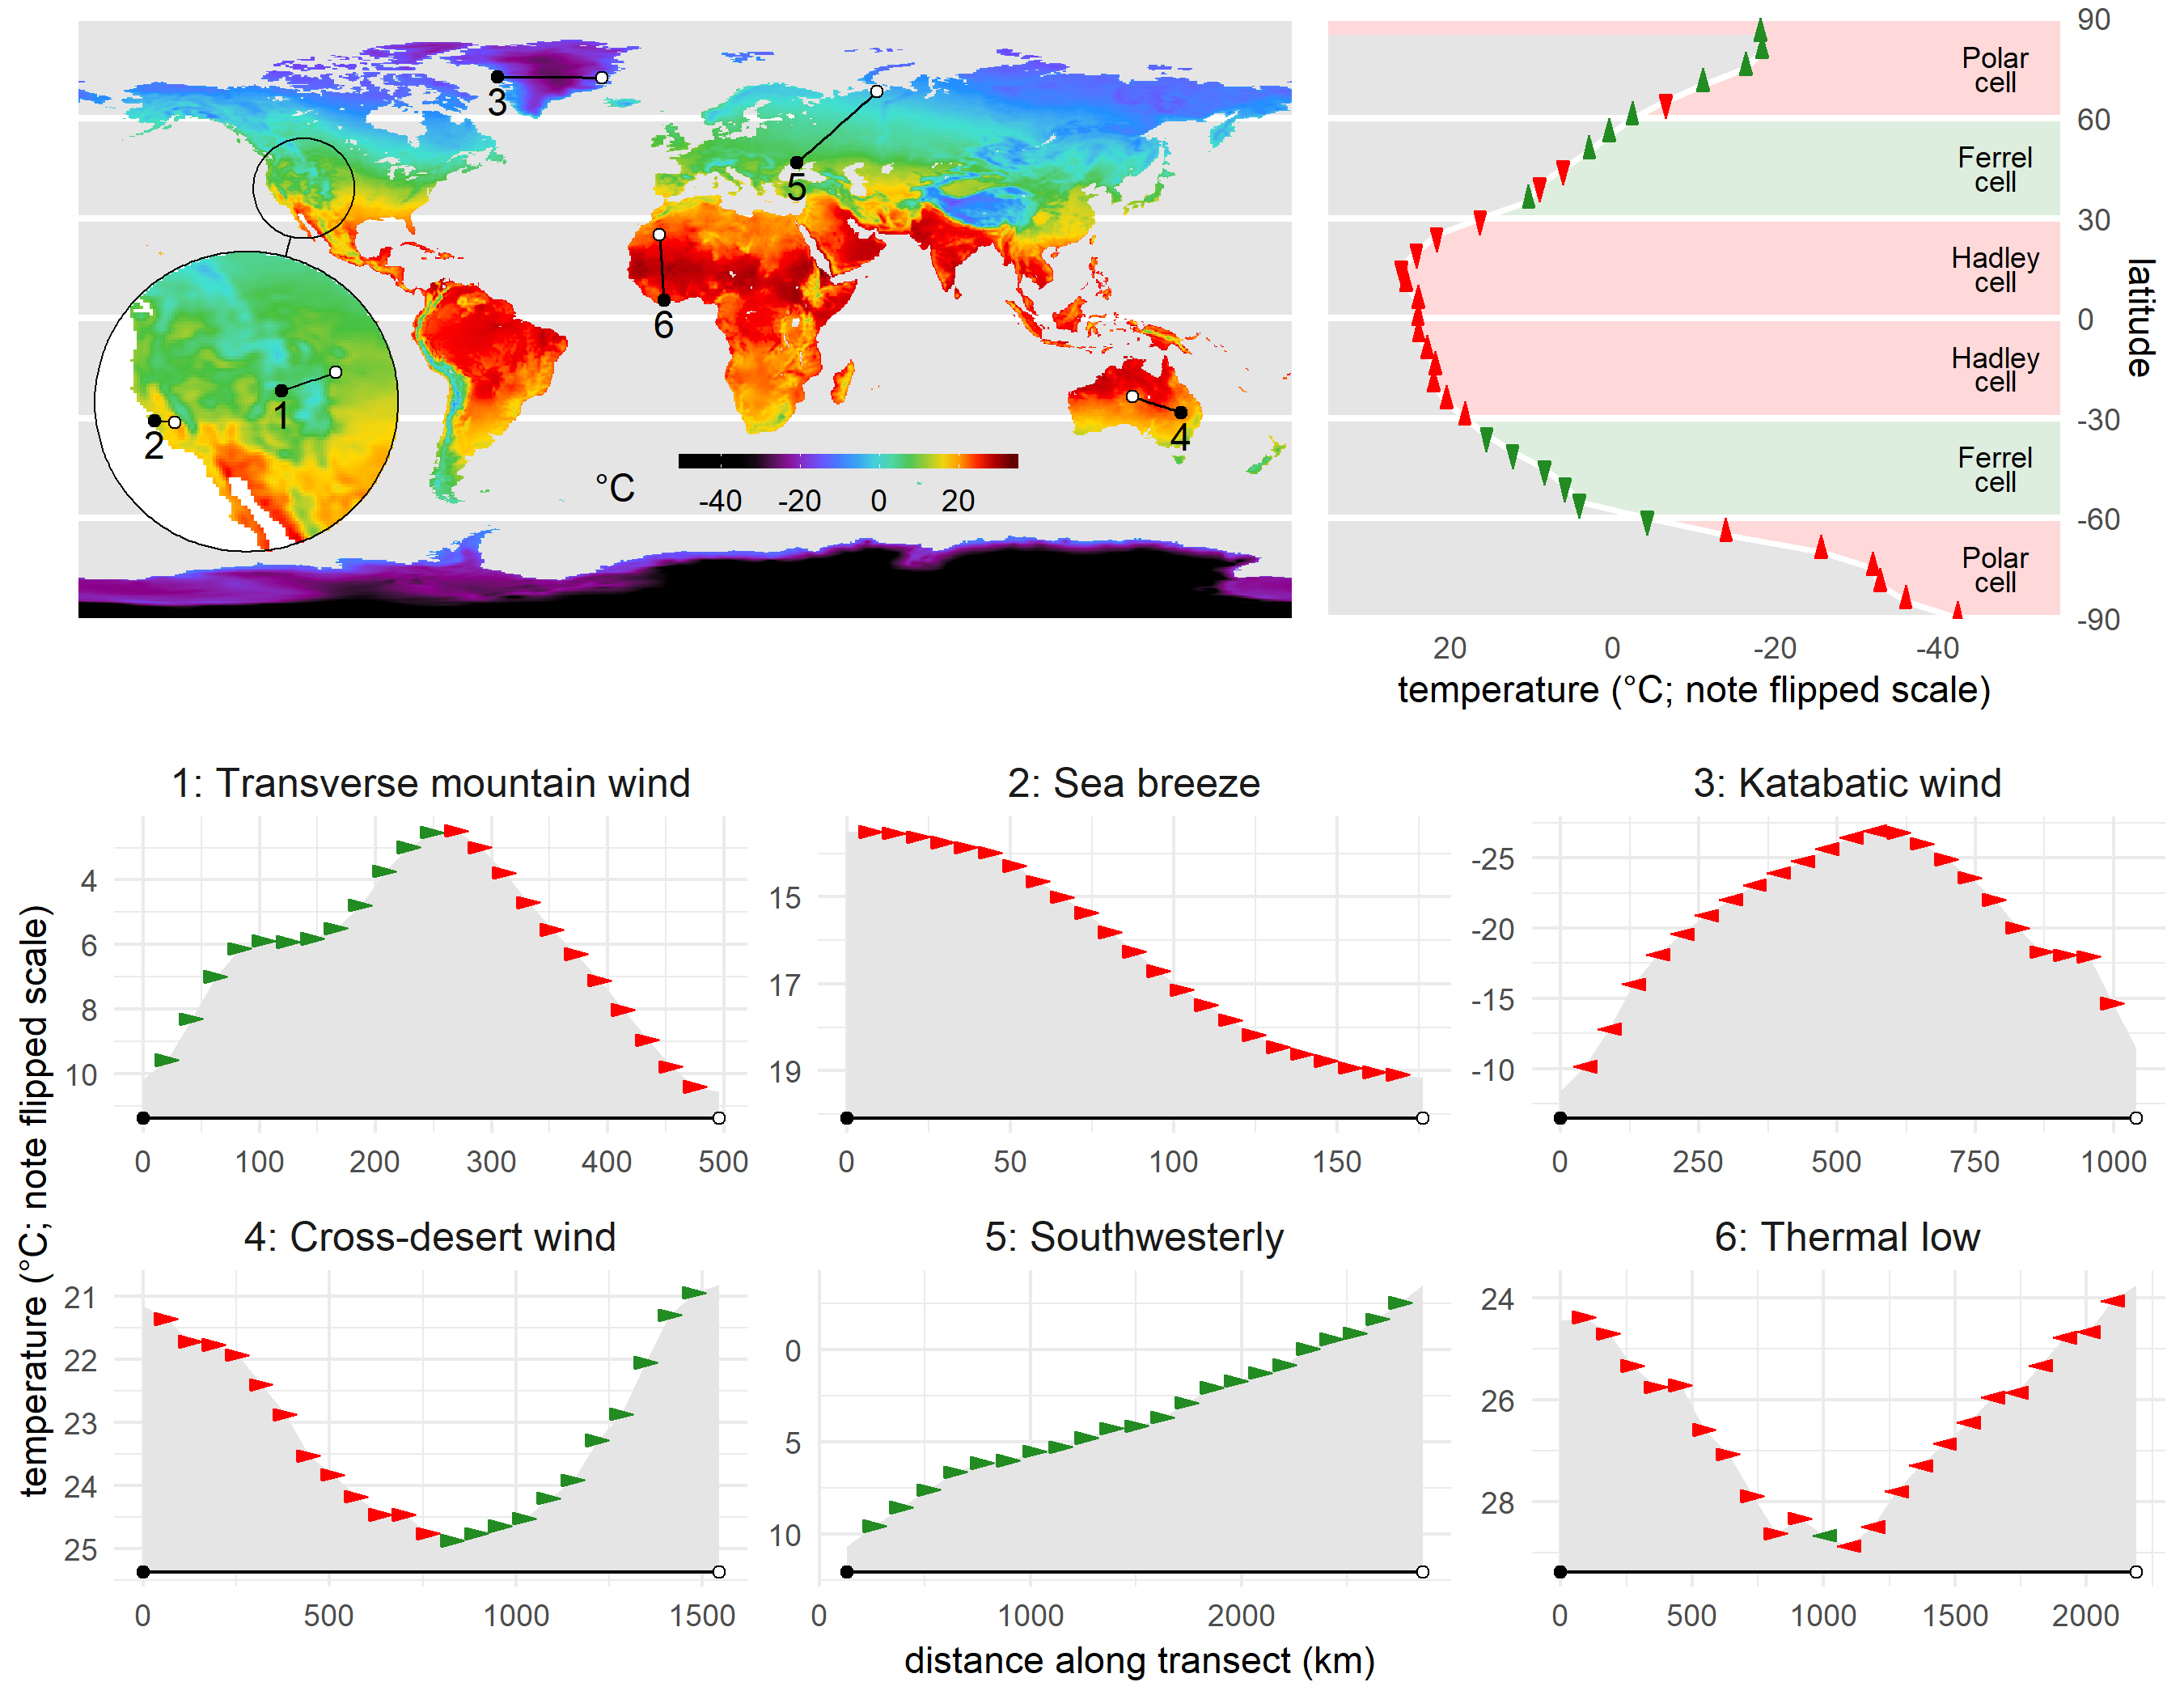 3
5
6
1
2
4
°C
-40 -20 0 20
Polar
cell
Ferrel
cell
Hadley
cell
Hadley
cell
Ferrel
cell
Polar
cell
90
60
30
0
-30
-60
-90
latitude
20 0 -20 -40
temperature (°C; note flipped scale)
temperature (°C; note flipped scale)
1: Transverse mountain wind
4
6
8
10
0 100 200 300 400 500
2: Sea breeze
15
17
19
0 50 100 150
3: Katabatic wind
-25
-20
-15
-10
0 250 500 750 1000
4: Cross-desert wind
21
22
23
24
25
0 500 1000 1500
5: Southwesterly
0
5
10
0 1000 2000
6: Thermal low
24
26
28
0 500 1000 1500 2000
distance along transect (km)